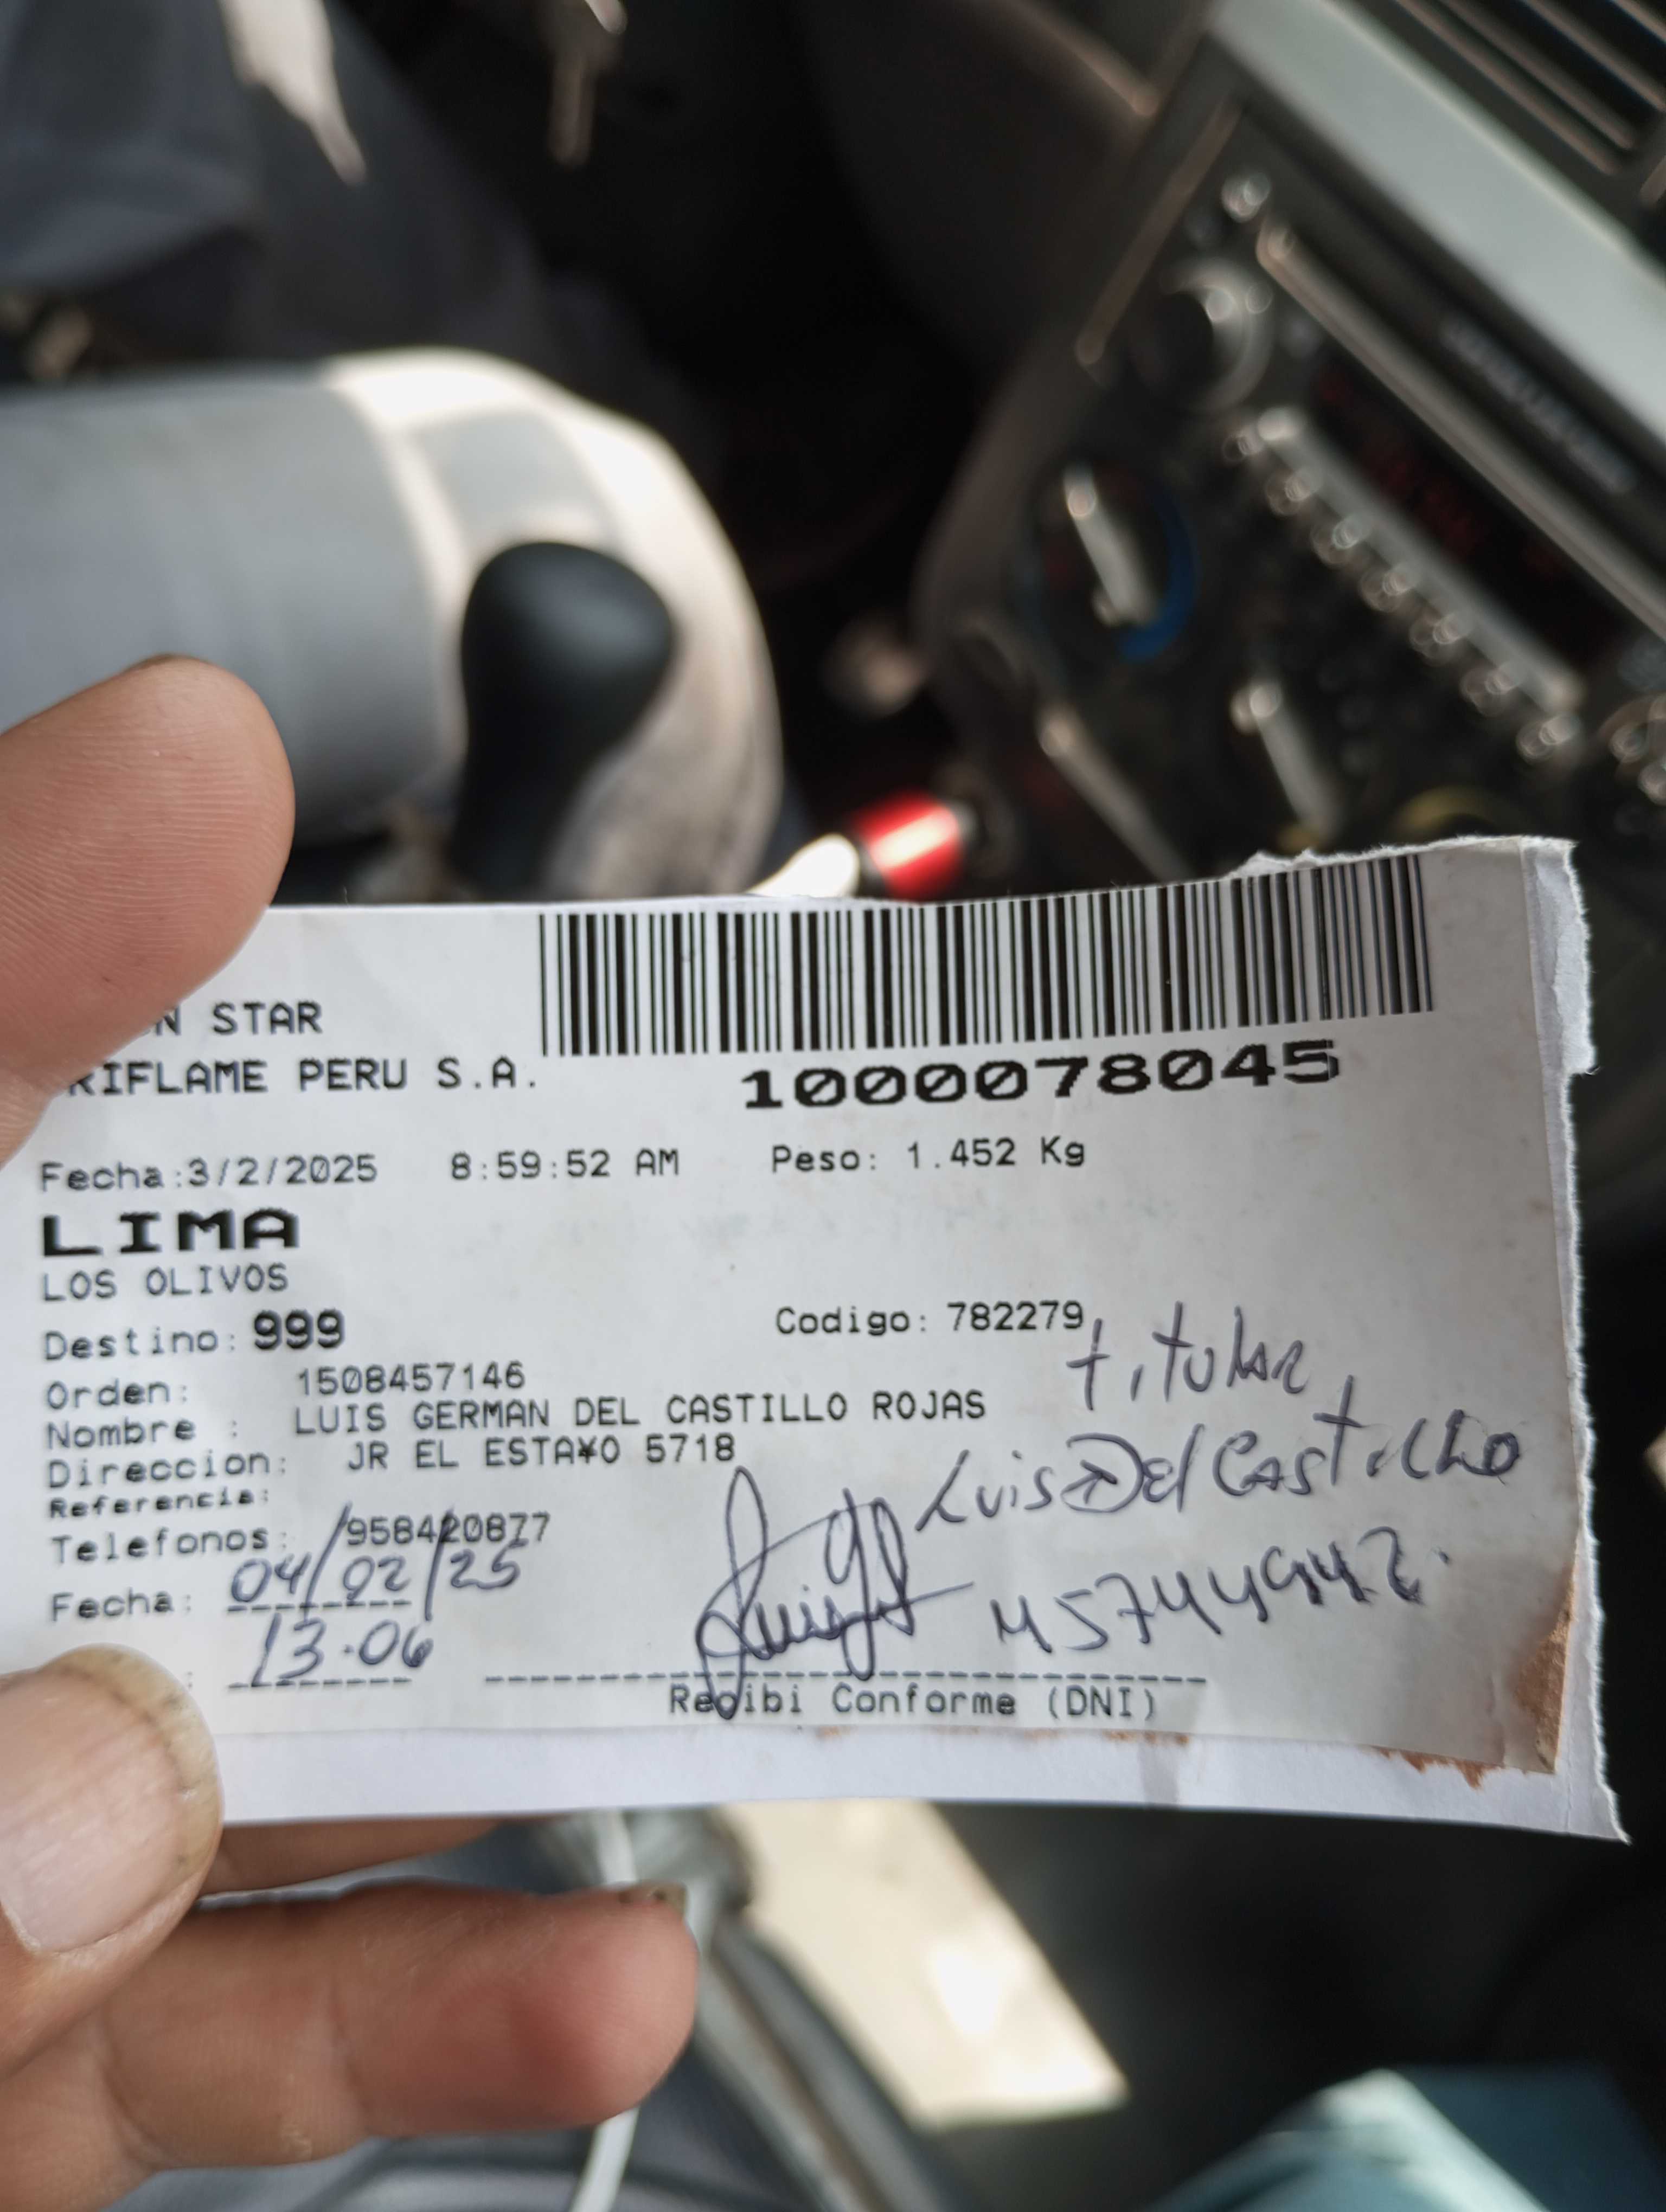 N STAR
RIFLAME PERU S.A.
1000078045
Fecha:3/2/2025 8:59:52 AM Peso: 1.452 Kg
LIMA
LOS OLIVOS
Destino: 999 Codigo: 782279
titular
Orden: 1508457146
Nombre : LUIS GERMAN DEL CASTILLO ROJAS
Direccion: JR EL ESTA¥O 5718
Luis Del Castillo
Referencia:
Telefonos: /958420877
Fecha: 04/02/25
45744942
: 13.06
Recibi Conforme (DNI)